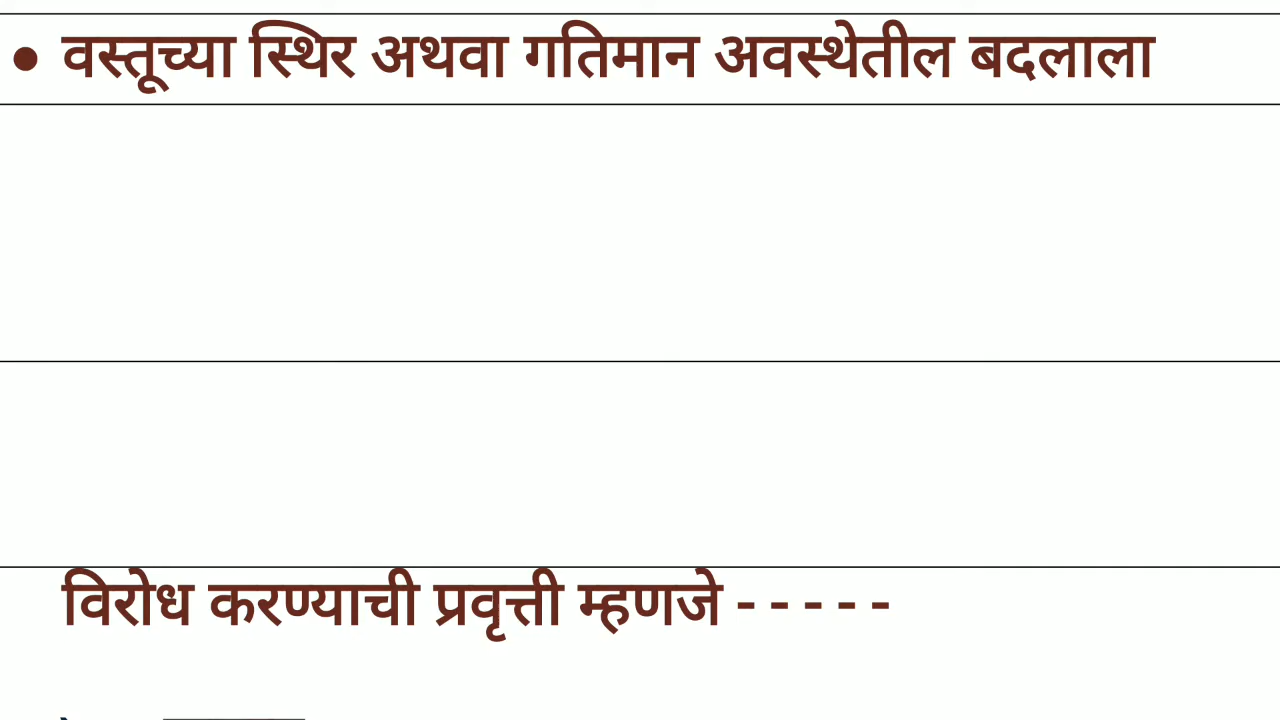 • वस्तूच्या स्थिर अथवा गतिमान अवस्थेतील बदलाला
विरोध करण्याची प्रवृत्ती म्हणजे - - - - -